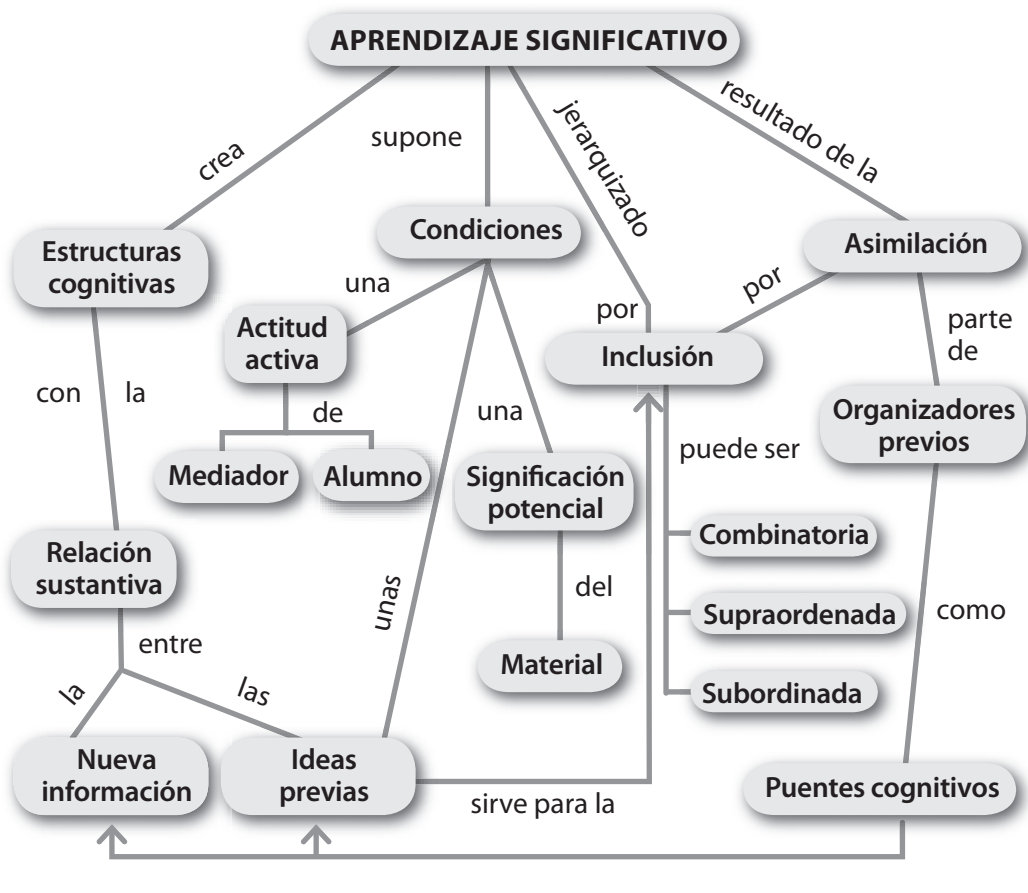 APRENDIZAJE SIGNIFICATIVO
crea
supone
jerarquizado
resultado de la
Estructuras
cognitivas
Condiciones
Asimilación
una
por
por
Actitud
activa
Inclusión
parte
de
con
la
de
una
puede ser
Organizadores
previos
Mediador
Alumno
Significación
potencial
Combinatoria
Relación
sustantiva
unas
del
Supraordenada
como
entre
Material
Subordinada
la
las
Nueva
información
Ideas
previas
sirve para la
Puentes cognitivos